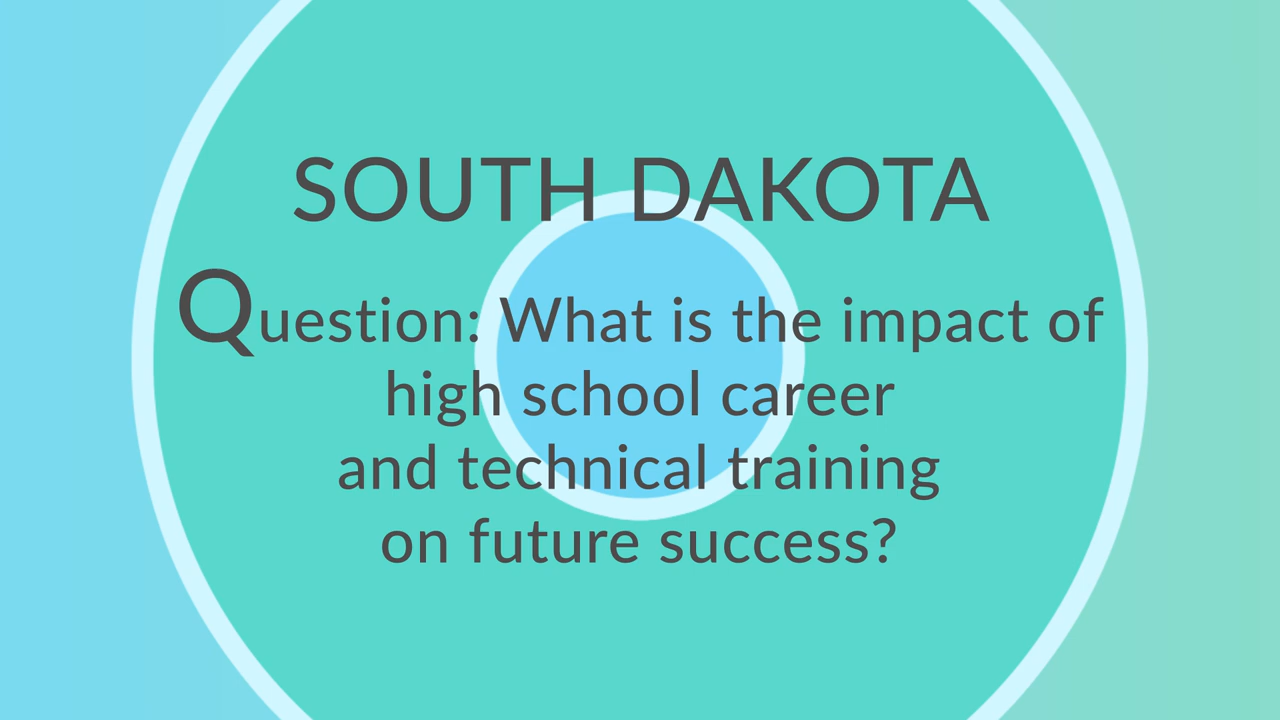 SOUTH DAKOTA
Question: What is the impact of
high school career
and technical training
on future success?